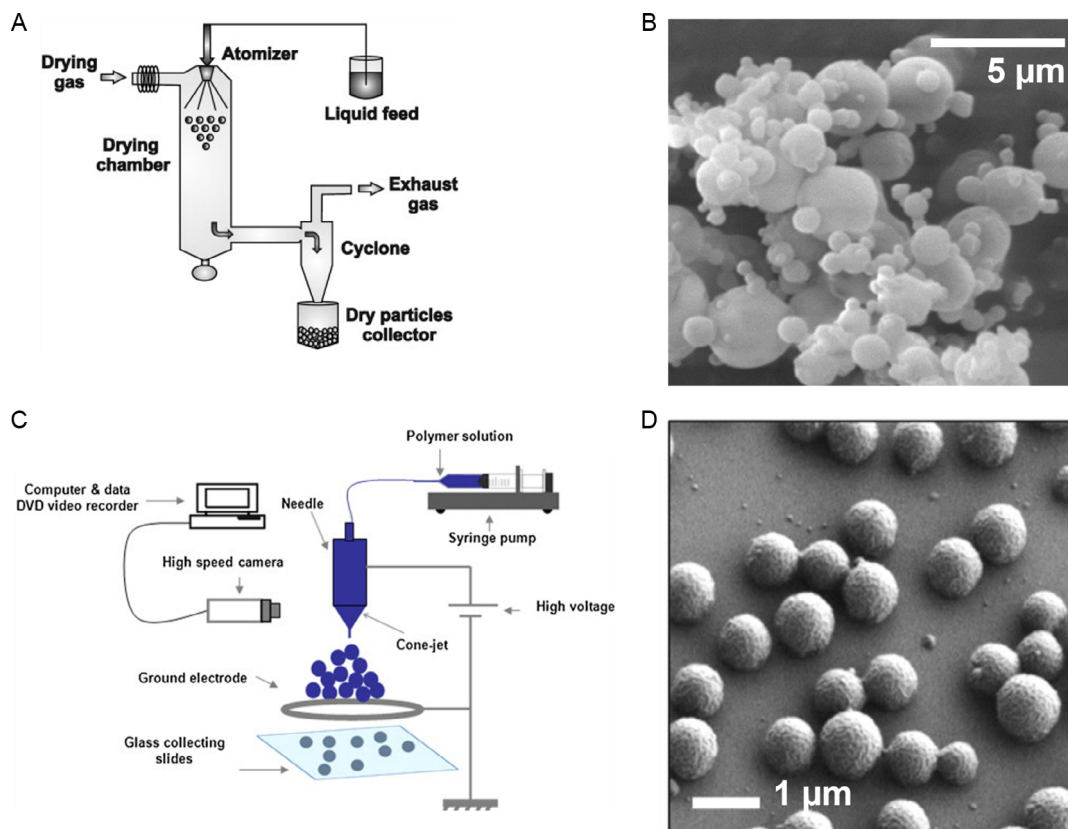 A
Drying
gas
Atomizer
Liquid feed
Drying
chamber
Exhaust
gas
Cyclone
Dry particles
collector
B
5 µm
C
Polymer solution
Computer & data
DVD video recorder
Needle
Syringe pump
High speed camera
High voltage
Cone-jet
Ground electrode
Glass collecting
slides
D
1 µm